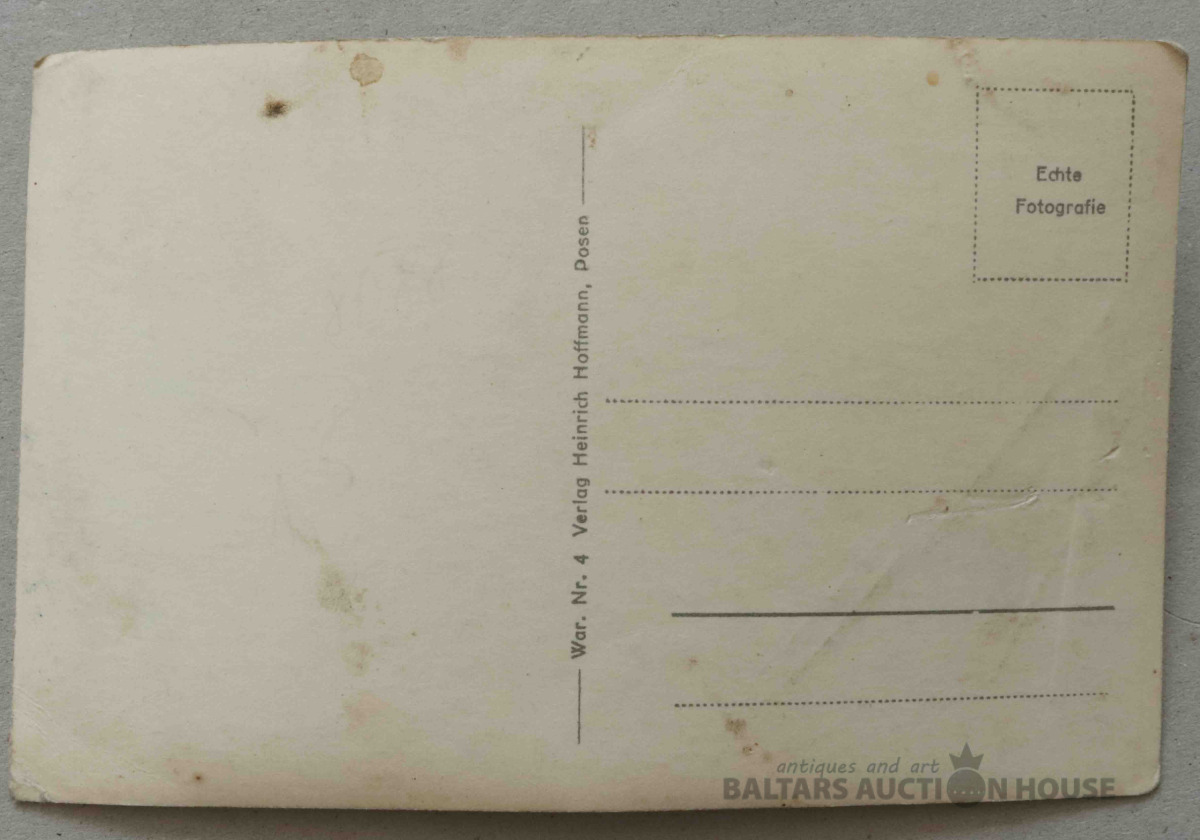 War. Nr. 4 Verlag Heinrich Hoffmann, Posen
Echte
Fotografie
antiques and art
BALTARS AUCTION HOUSE